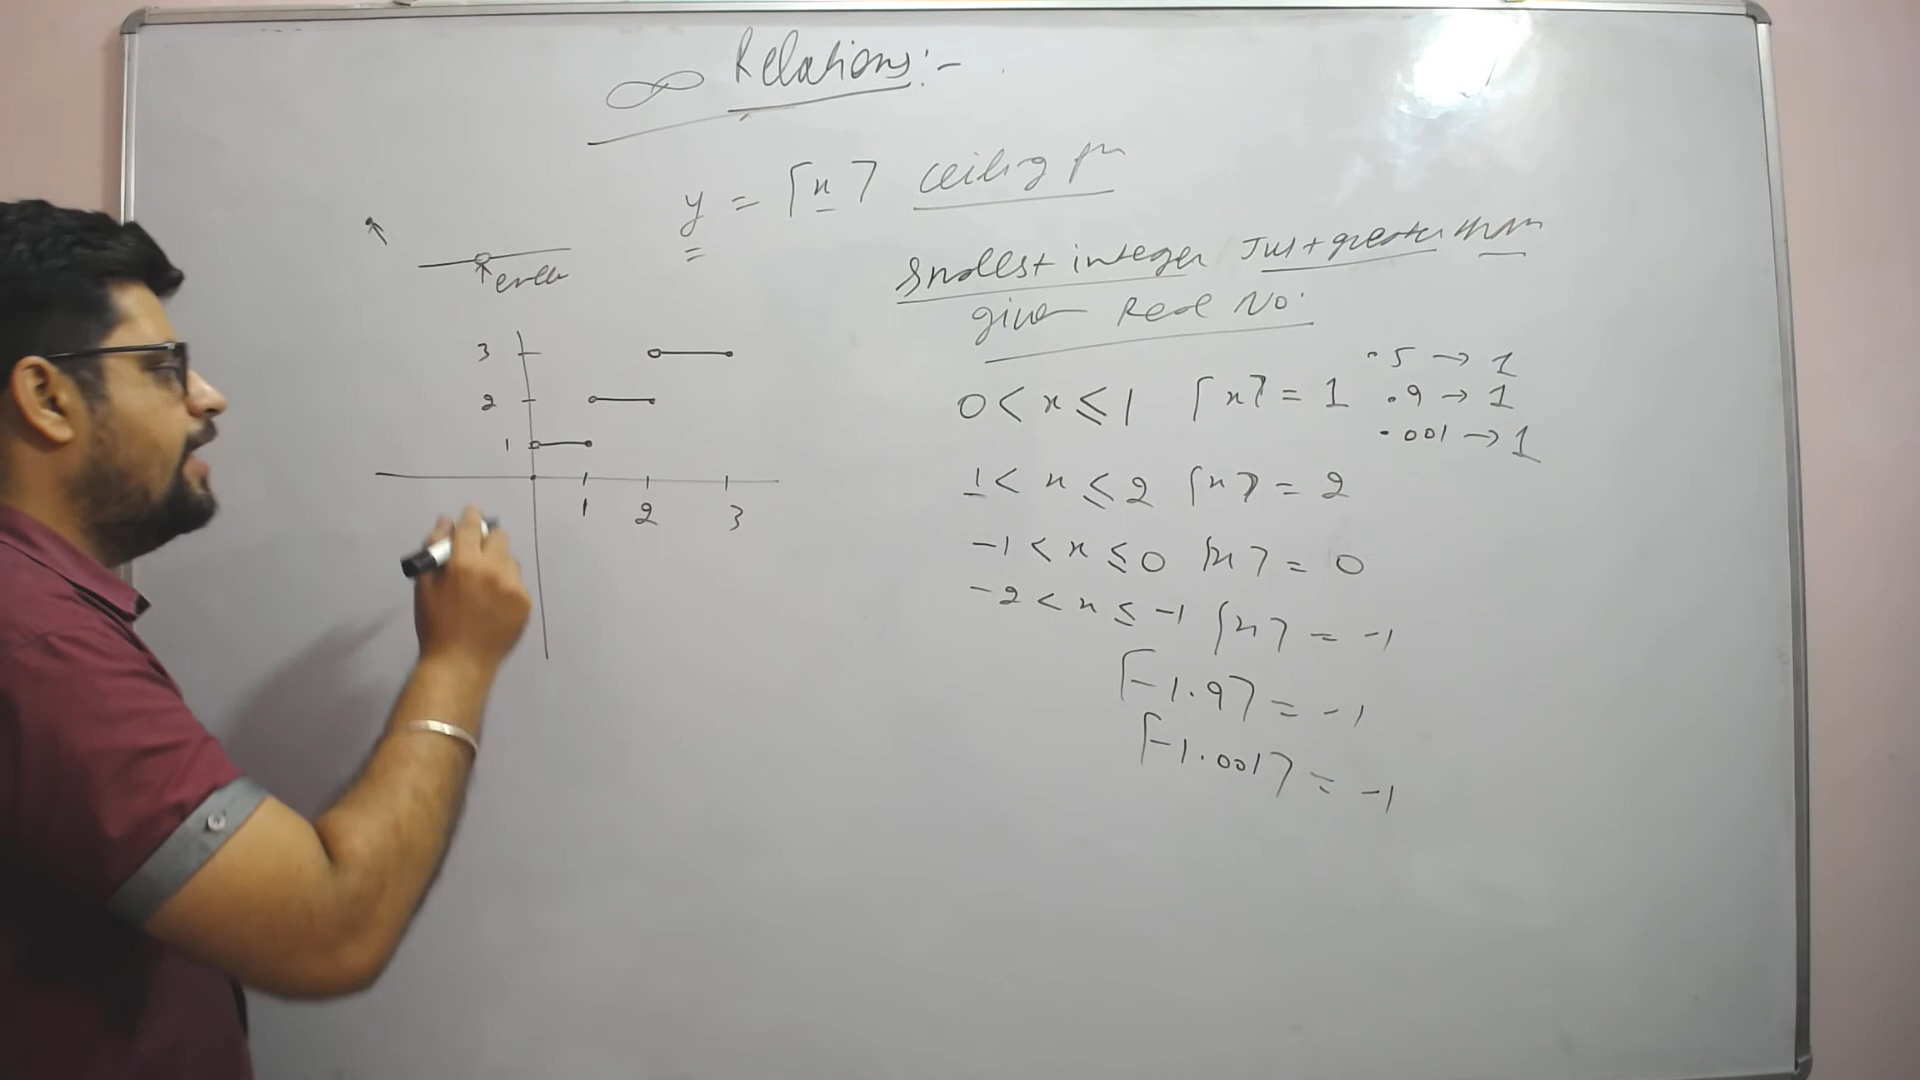 ∞ Relations:-
y = ⌈x⌉ ceiling fn
Smallest integer Just greater than
given Real No.
0 < x ≤ 1 ⌈x⌉ = 1
.5 → 1
.9 → 1
.001 → 1
1 < x ≤ 2 ⌈x⌉ = 2
-1 < x ≤ 0 ⌈x⌉ = 0
-2 < x ≤ -1 ⌈x⌉ = -1
⌈-1.9⌉ = -1
⌈-1.001⌉ = -1
3
2
1
1 2 3